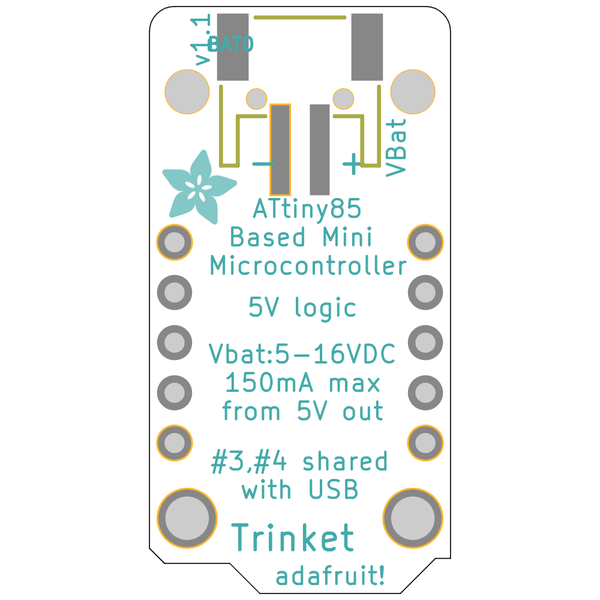 v1.1
BAT0
VBat
− +
ATtiny85
Based Mini
Microcontroller
5V logic
Vbat:5-16VDC
150mA max
from 5V out
#3,#4 shared
with USB
Trinket
adafruit!